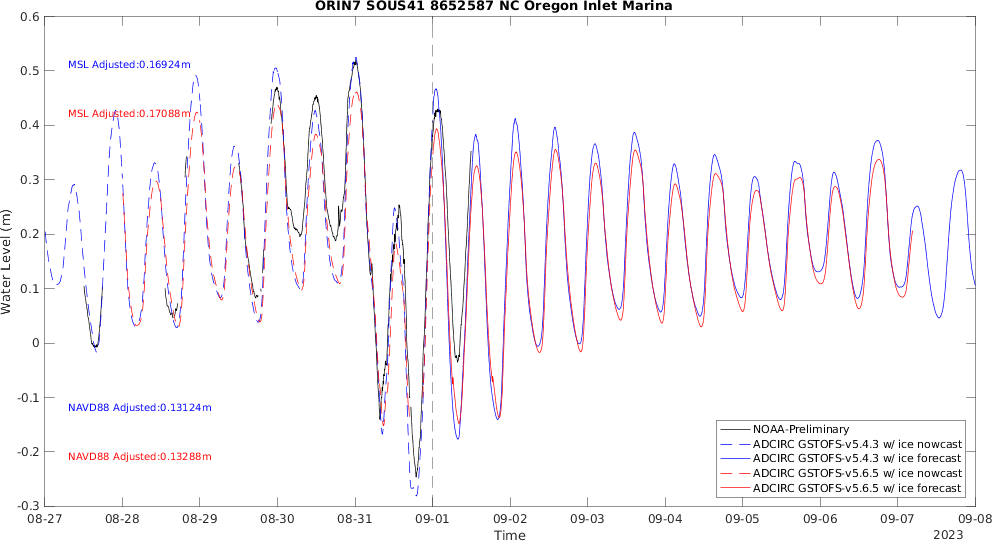 ORIN7 SOUS41 8652587 NC Oregon Inlet Marina
0.6
0.5
0.4
0.3
0.2
0.1
0
-0.1
-0.2
-0.3
Water Level (m)
MSL Adjusted:0.16924m
MSL Adjusted:0.17088m
NAVD88 Adjusted:0.13124m
NAVD88 Adjusted:0.13288m
NOAA-Preliminary
ADCIRC GSTOFS-v5.4.3 w/ ice nowcast
ADCIRC GSTOFS-v5.4.3 w/ ice forecast
ADCIRC GSTOFS-v5.6.5 w/ ice nowcast
ADCIRC GSTOFS-v5.6.5 w/ ice forecast
08-27 08-28 08-29 08-30 08-31 09-01 09-02 09-03 09-04 09-05 09-06 09-07 09-08
Time
2023